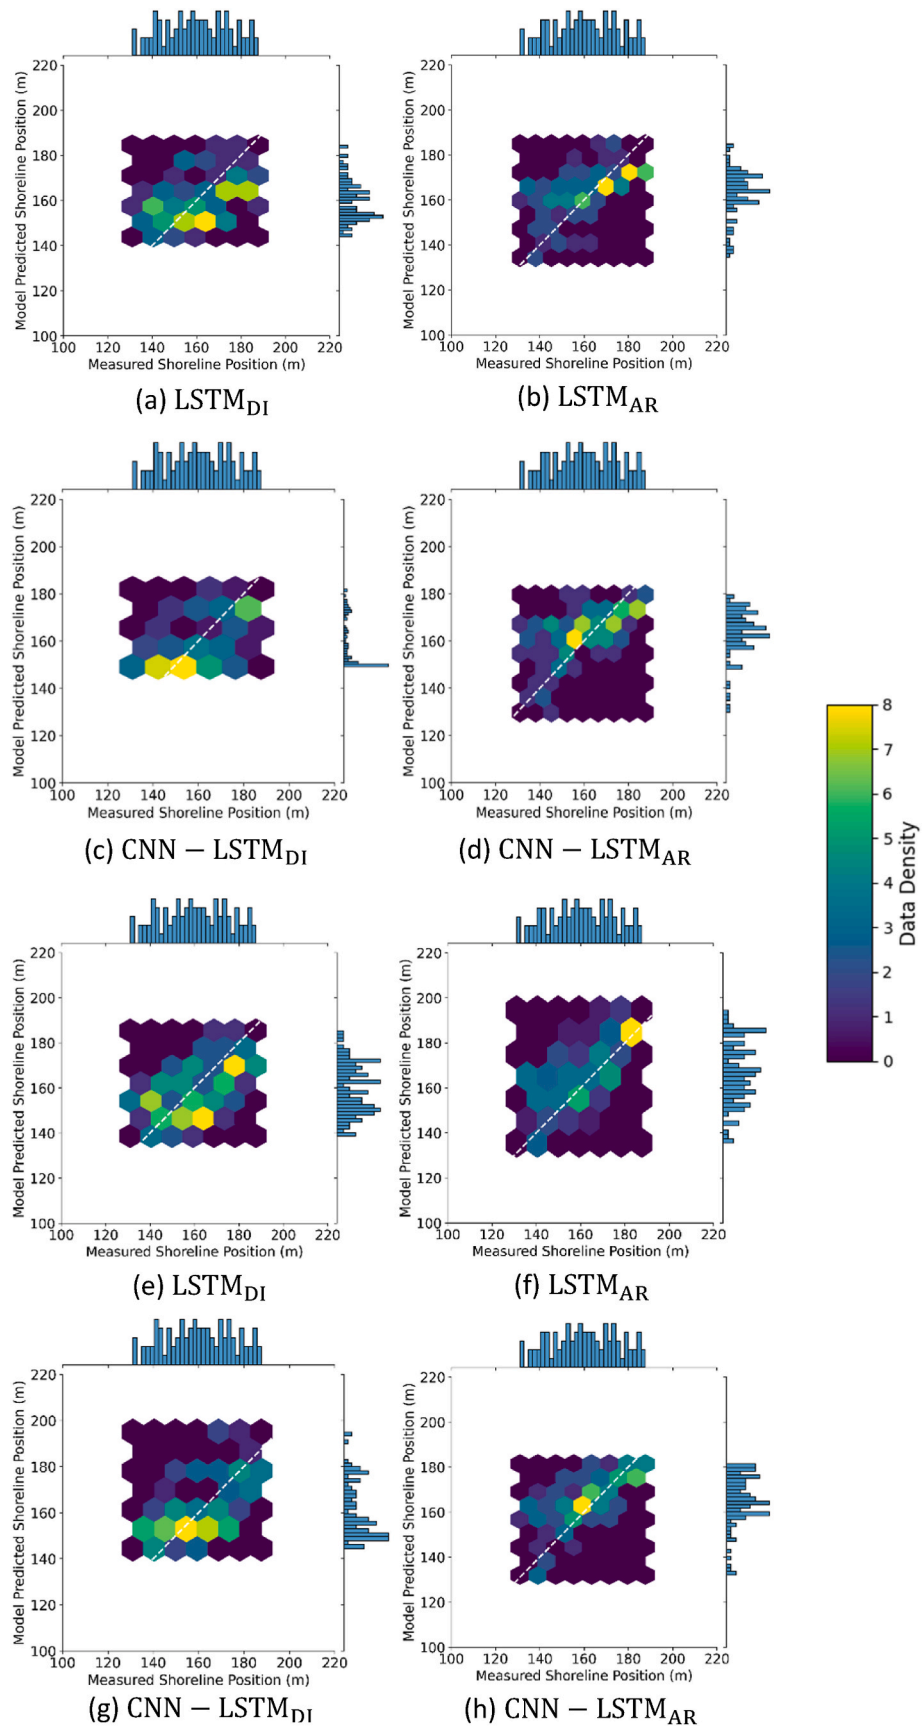 220
200
180
160
140
120
100
Model Predicted Shoreline Position (m)
100 120 140 160 180 200 220
Measured Shoreline Position (m)
(a) LSTM_DI
220
200
180
160
140
120
100
Model Predicted Shoreline Position (m)
100 120 140 160 180 200 220
Measured Shoreline Position (m)
(b) LSTM_AR
220
200
180
160
140
120
100
Model Predicted Shoreline Position (m)
100 120 140 160 180 200 220
Measured Shoreline Position (m)
(c) CNN − LSTM_DI
220
200
180
160
140
120
100
Model Predicted Shoreline Position (m)
100 120 140 160 180 200 220
Measured Shoreline Position (m)
(d) CNN − LSTM_AR
8
7
6
5
4
3
2
1
0
Data Density
220
200
180
160
140
120
100
Model Predicted Shoreline Position (m)
100 120 140 160 180 200 220
Measured Shoreline Position (m)
(e) LSTM_DI
220
200
180
160
140
120
100
Model Predicted Shoreline Position (m)
100 120 140 160 180 200 220
Measured Shoreline Position (m)
(f) LSTM_AR
220
200
180
160
140
120
100
Model Predicted Shoreline Position (m)
100 120 140 160 180 200 220
Measured Shoreline Position (m)
(g) CNN − LSTM_DI
220
200
180
160
140
120
100
Model Predicted Shoreline Position (m)
100 120 140 160 180 200 220
Measured Shoreline Position (m)
(h) CNN − LSTM_AR